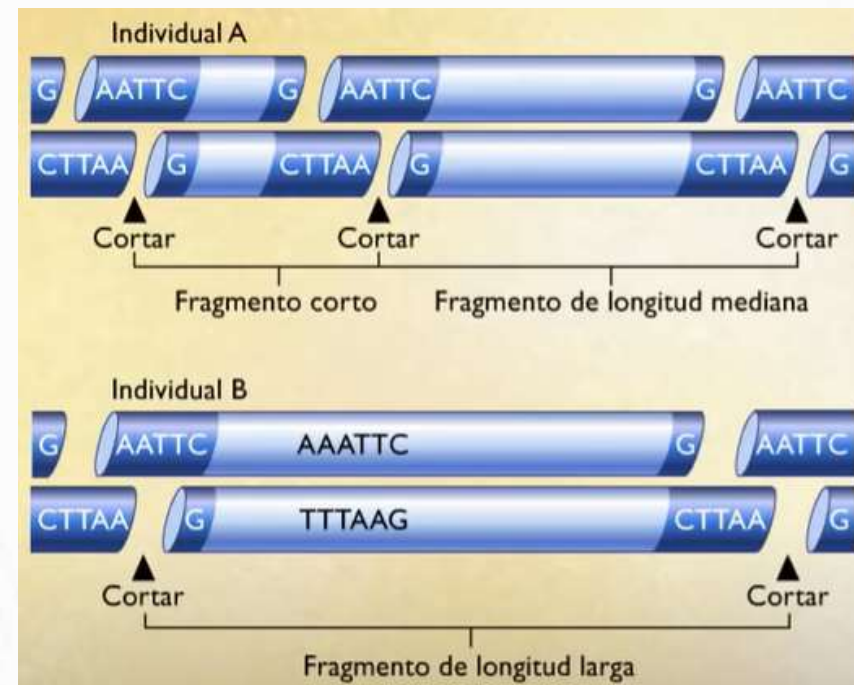 Individual A
G AATTC G AATTC G AATTC
CTTAA G CTTAA G CTTAA G
Cortar Cortar Cortar
Fragmento corto Fragmento de longitud mediana
Individual B
G AATTC AAATTC G AATTC
CTTAA G TTTAAG CTTAA G
Cortar Cortar
Fragmento de longitud larga